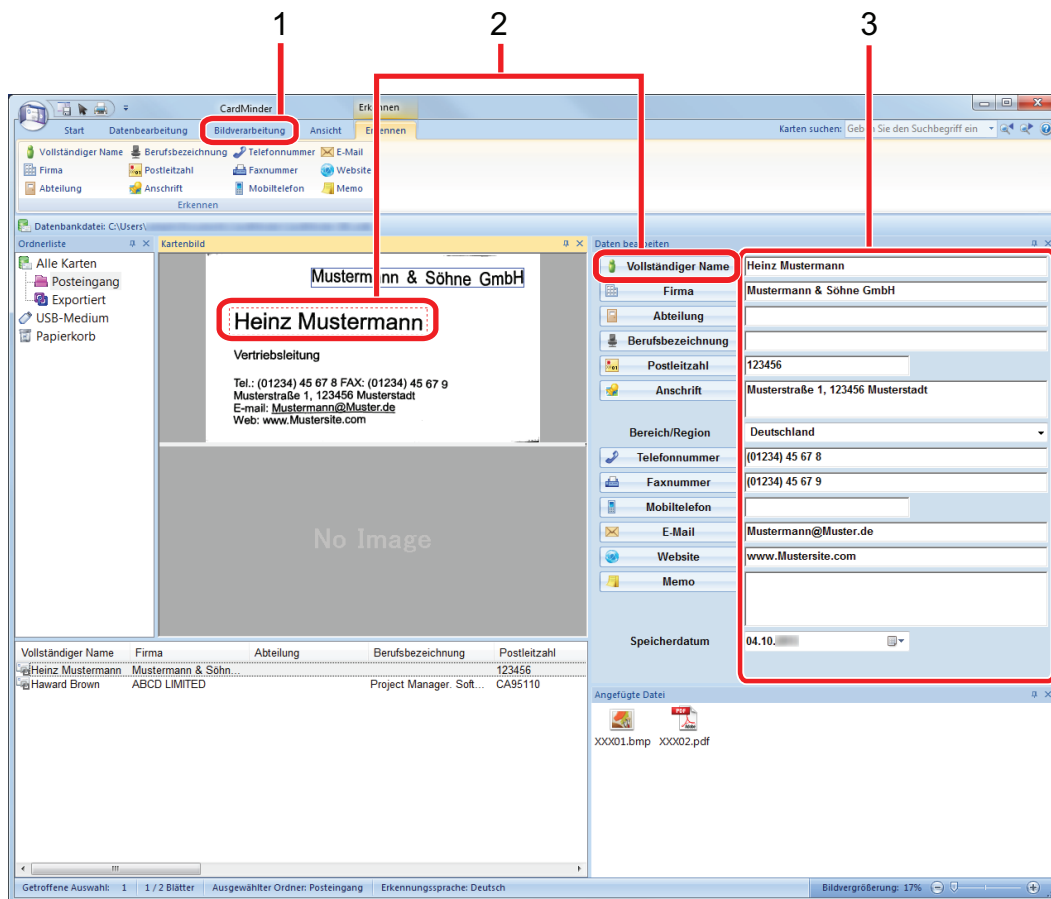 1 2 3
CardMinder Erkennen
Start Datenbearbeitung Bildverarbeitung Ansicht Erkennen Karten suchen: Geben Sie den Suchbegriff ein
Vollständiger Name Berufsbezeichnung Telefonnummer E-Mail
Firma Postleitzahl Faxnummer Website
Abteilung Anschrift Mobiltelefon Memo
Erkennen
Datenbankdatei: C:\Users\
Ordnerliste Kartenbild Daten bearbeiten
Alle Karten
Posteingang
Exportiert
USB-Medium
Papierkorb
Mustermann & Söhne GmbH
Heinz Mustermann
Vertriebsleitung
Tel.: (01234) 45 67 8 FAX: (01234) 45 67 9
Musterstraße 1, 123456 Musterstadt
E-mail: Mustermann@Muster.de
Web: www.Mustersite.com
No Image
Vollständiger Name Heinz Mustermann
Firma Mustermann & Söhne GmbH
Abteilung
Berufsbezeichnung
Postleitzahl 123456
Anschrift Musterstraße 1, 123456 Musterstadt
Bereich/Region Deutschland
Telefonnummer (01234) 45 67 8
Faxnummer (01234) 45 67 9
Mobiltelefon
E-Mail Mustermann@Muster.de
Website www.Mustersite.com
Memo
Speicherdatum 04.10.
Vollständiger Name Firma Abteilung Berufsbezeichnung Postleitzahl
Heinz Mustermann Mustermann & Söhn... 123456
Haward Brown ABCD LIMITED Project Manager. Soft... CA95110
Angefügte Datei
PDF
XXX01.bmp XXX02.pdf
Getroffene Auswahl: 1 1 / 2 Blätter Ausgewählter Ordner: Posteingang Erkennungssprache: Deutsch Bildvergrößerung: 17%